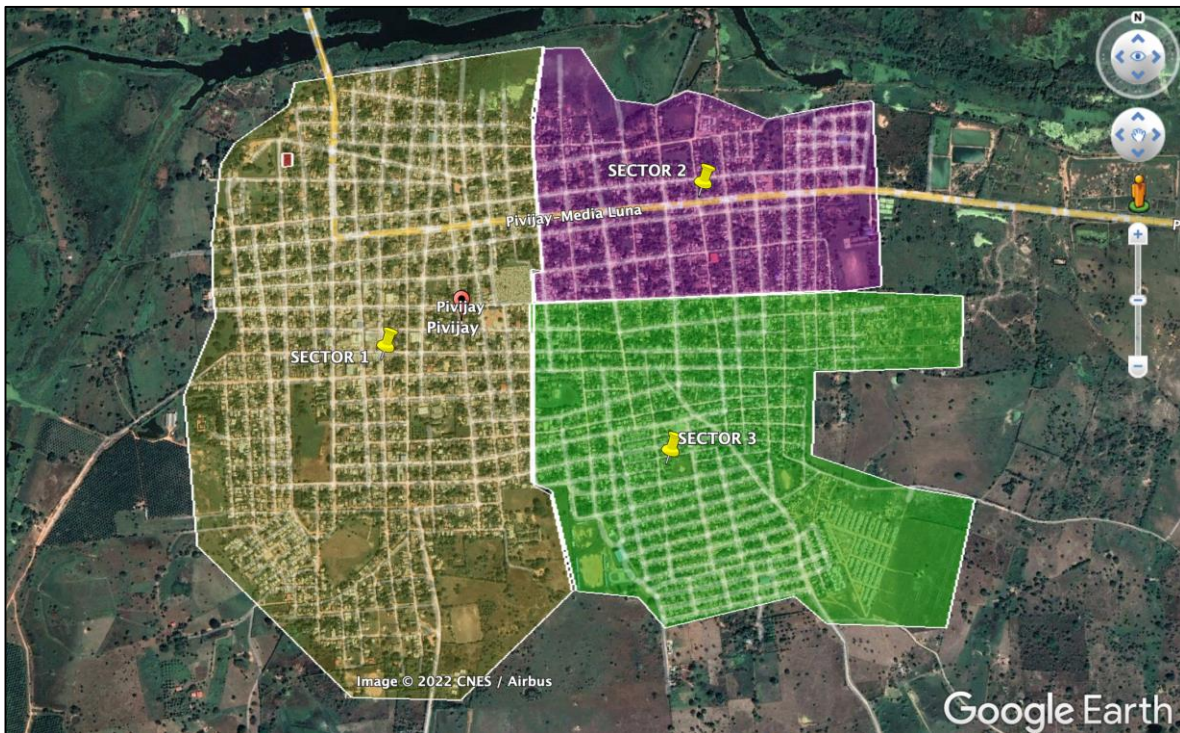 N
SECTOR 2
Pivijay-Media Luna
P
Pivijay
Pivijay
SECTOR 1
SECTOR 3
Image © 2022 CNES / Airbus
Google Earth